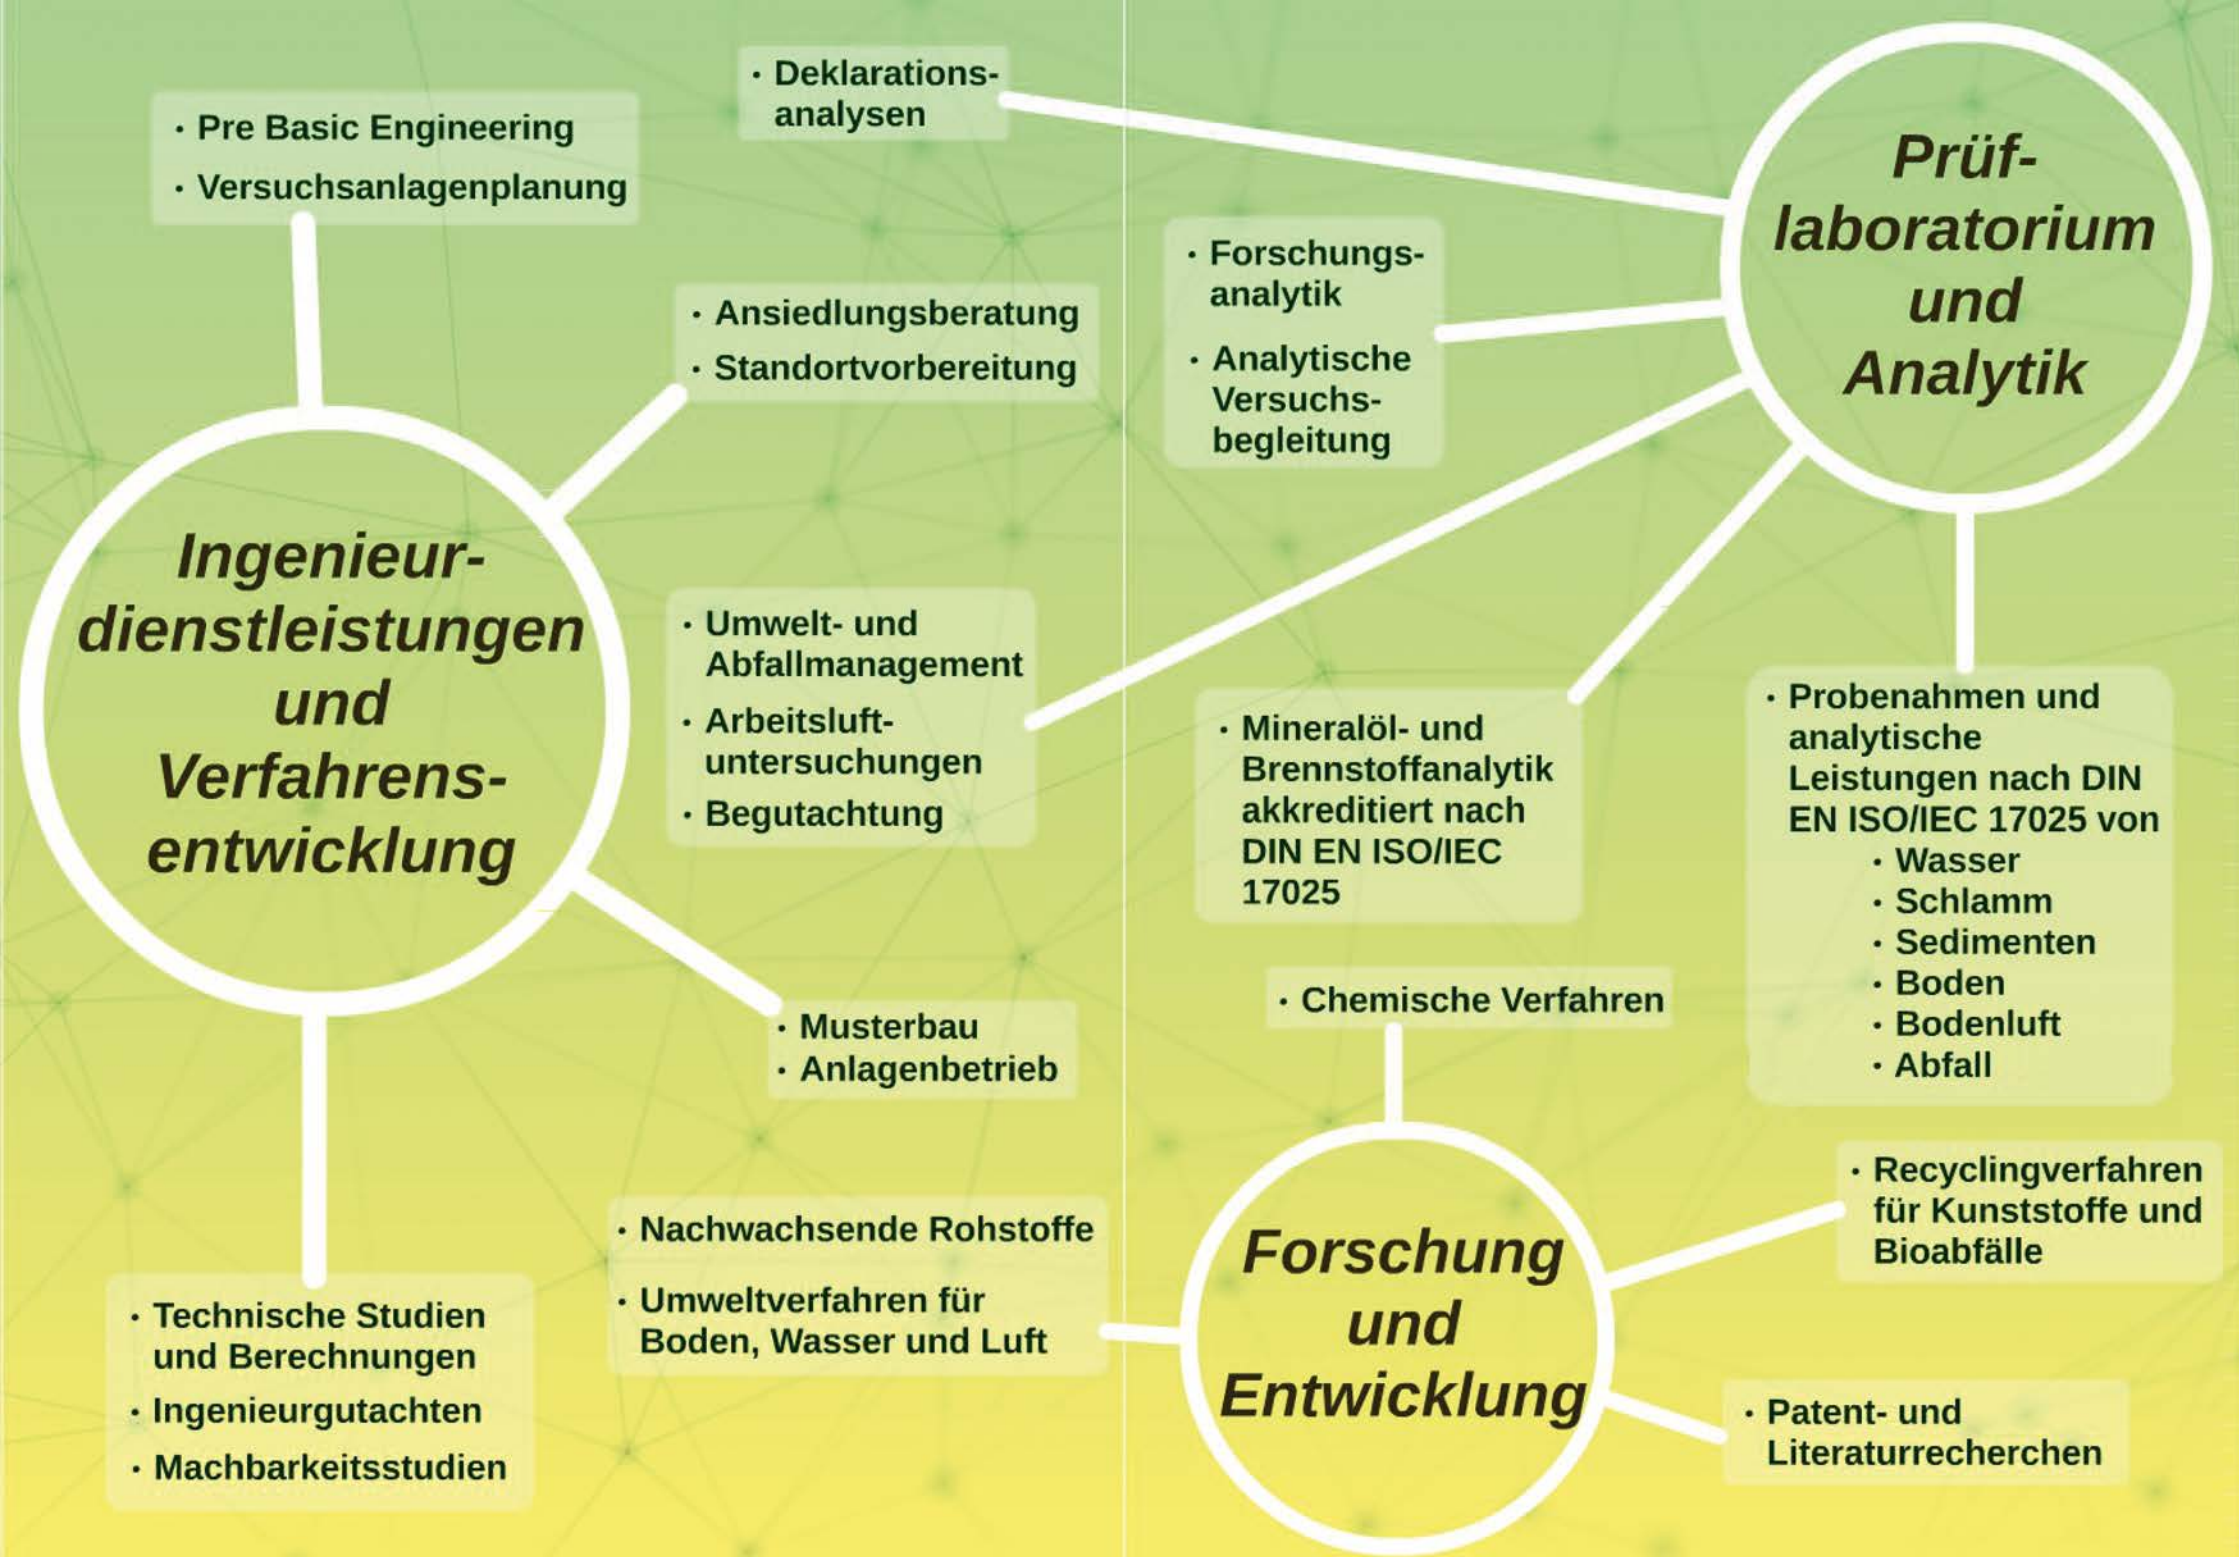 • Pre Basic Engineering
• Versuchsanlagenplanung
• Ansiedlungsberatung
• Standortvorbereitung
Ingenieur-
dienstleistungen
und
Verfahrens-
entwicklung
• Musterbau
• Anlagenbetrieb
• Technische Studien
und Berechnungen
• Ingenieurgutachten
• Machbarkeitsstudien
• Deklarations-
analysen
Prüf-
laboratorium
und
Analytik
• Forschungs-
analytik
• Analytische
Versuchs-
begleitung
• Umwelt- und
Abfallmanagement
• Arbeitsluft-
untersuchungen
• Begutachtung
• Mineralöl- und
Brennstoffanalytik
akkreditiert nach
DIN EN ISO/IEC
17025
• Probenahmen und
analytische
Leistungen nach DIN
EN ISO/IEC 17025 von
• Wasser
• Schlamm
• Sedimenten
• Boden
• Bodenluft
• Abfall
• Chemische Verfahren
Forschung
und
Entwicklung
• Nachwachsende Rohstoffe
• Umweltverfahren für
Boden, Wasser und Luft
• Recyclingverfahren
für Kunststoffe und
Bioabfälle
• Patent- und
Literaturrecherchen